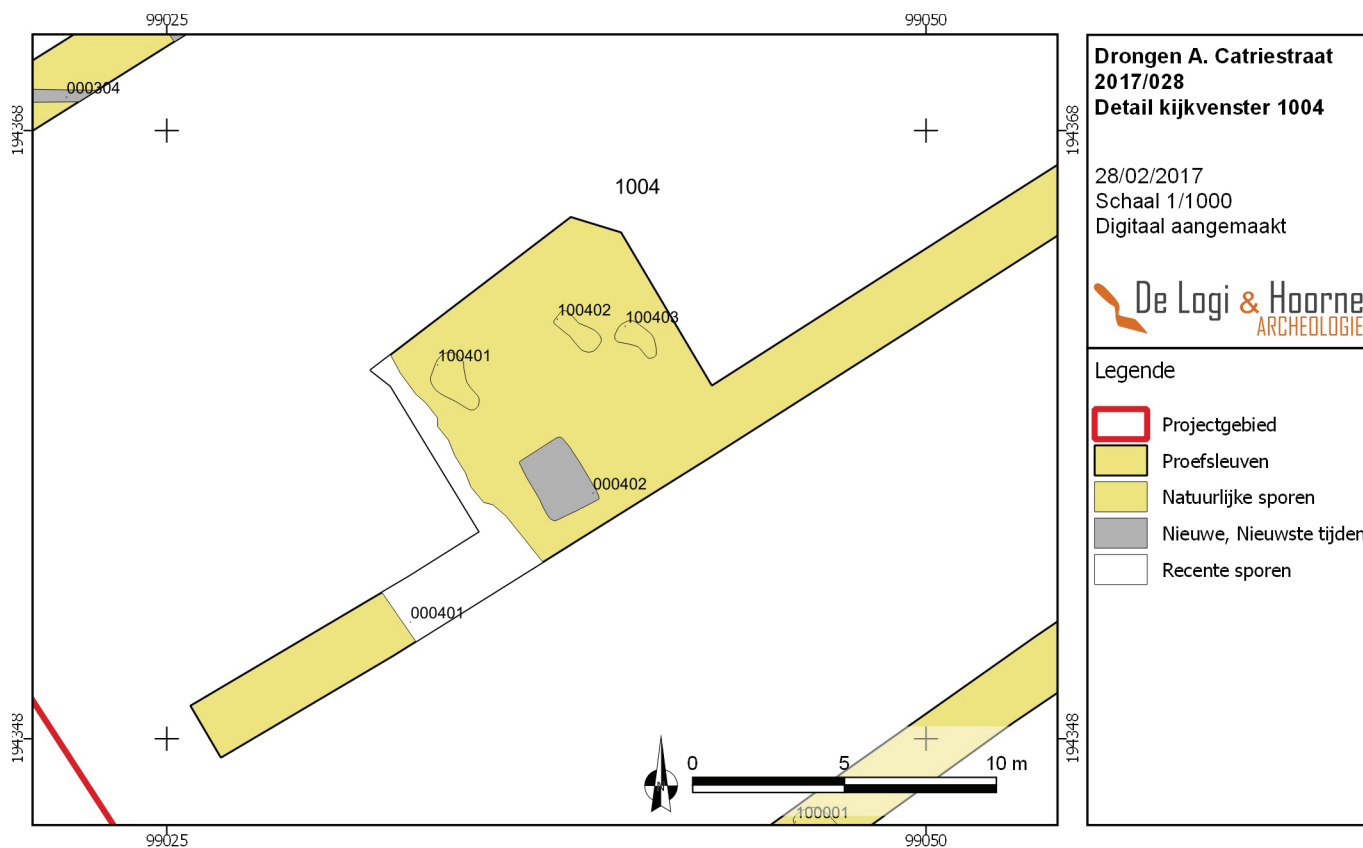 99025
99050
000304
194368
194368
1004
100402
100403
100401
000402
000401
194348
194348
0
5
10 m
N
100001
99025
99050
Drongen A. Catriestraat
2017/028
Detail kijkvenster 1004
28/02/2017
Schaal 1/1000
Digitaal aangemaakt
De Logi & Hoorne
ARCHEOLOGIE
Legende
Projectgebied
Proefsleuven
Natuurlijke sporen
Nieuwe, Nieuwste tijden
Recente sporen